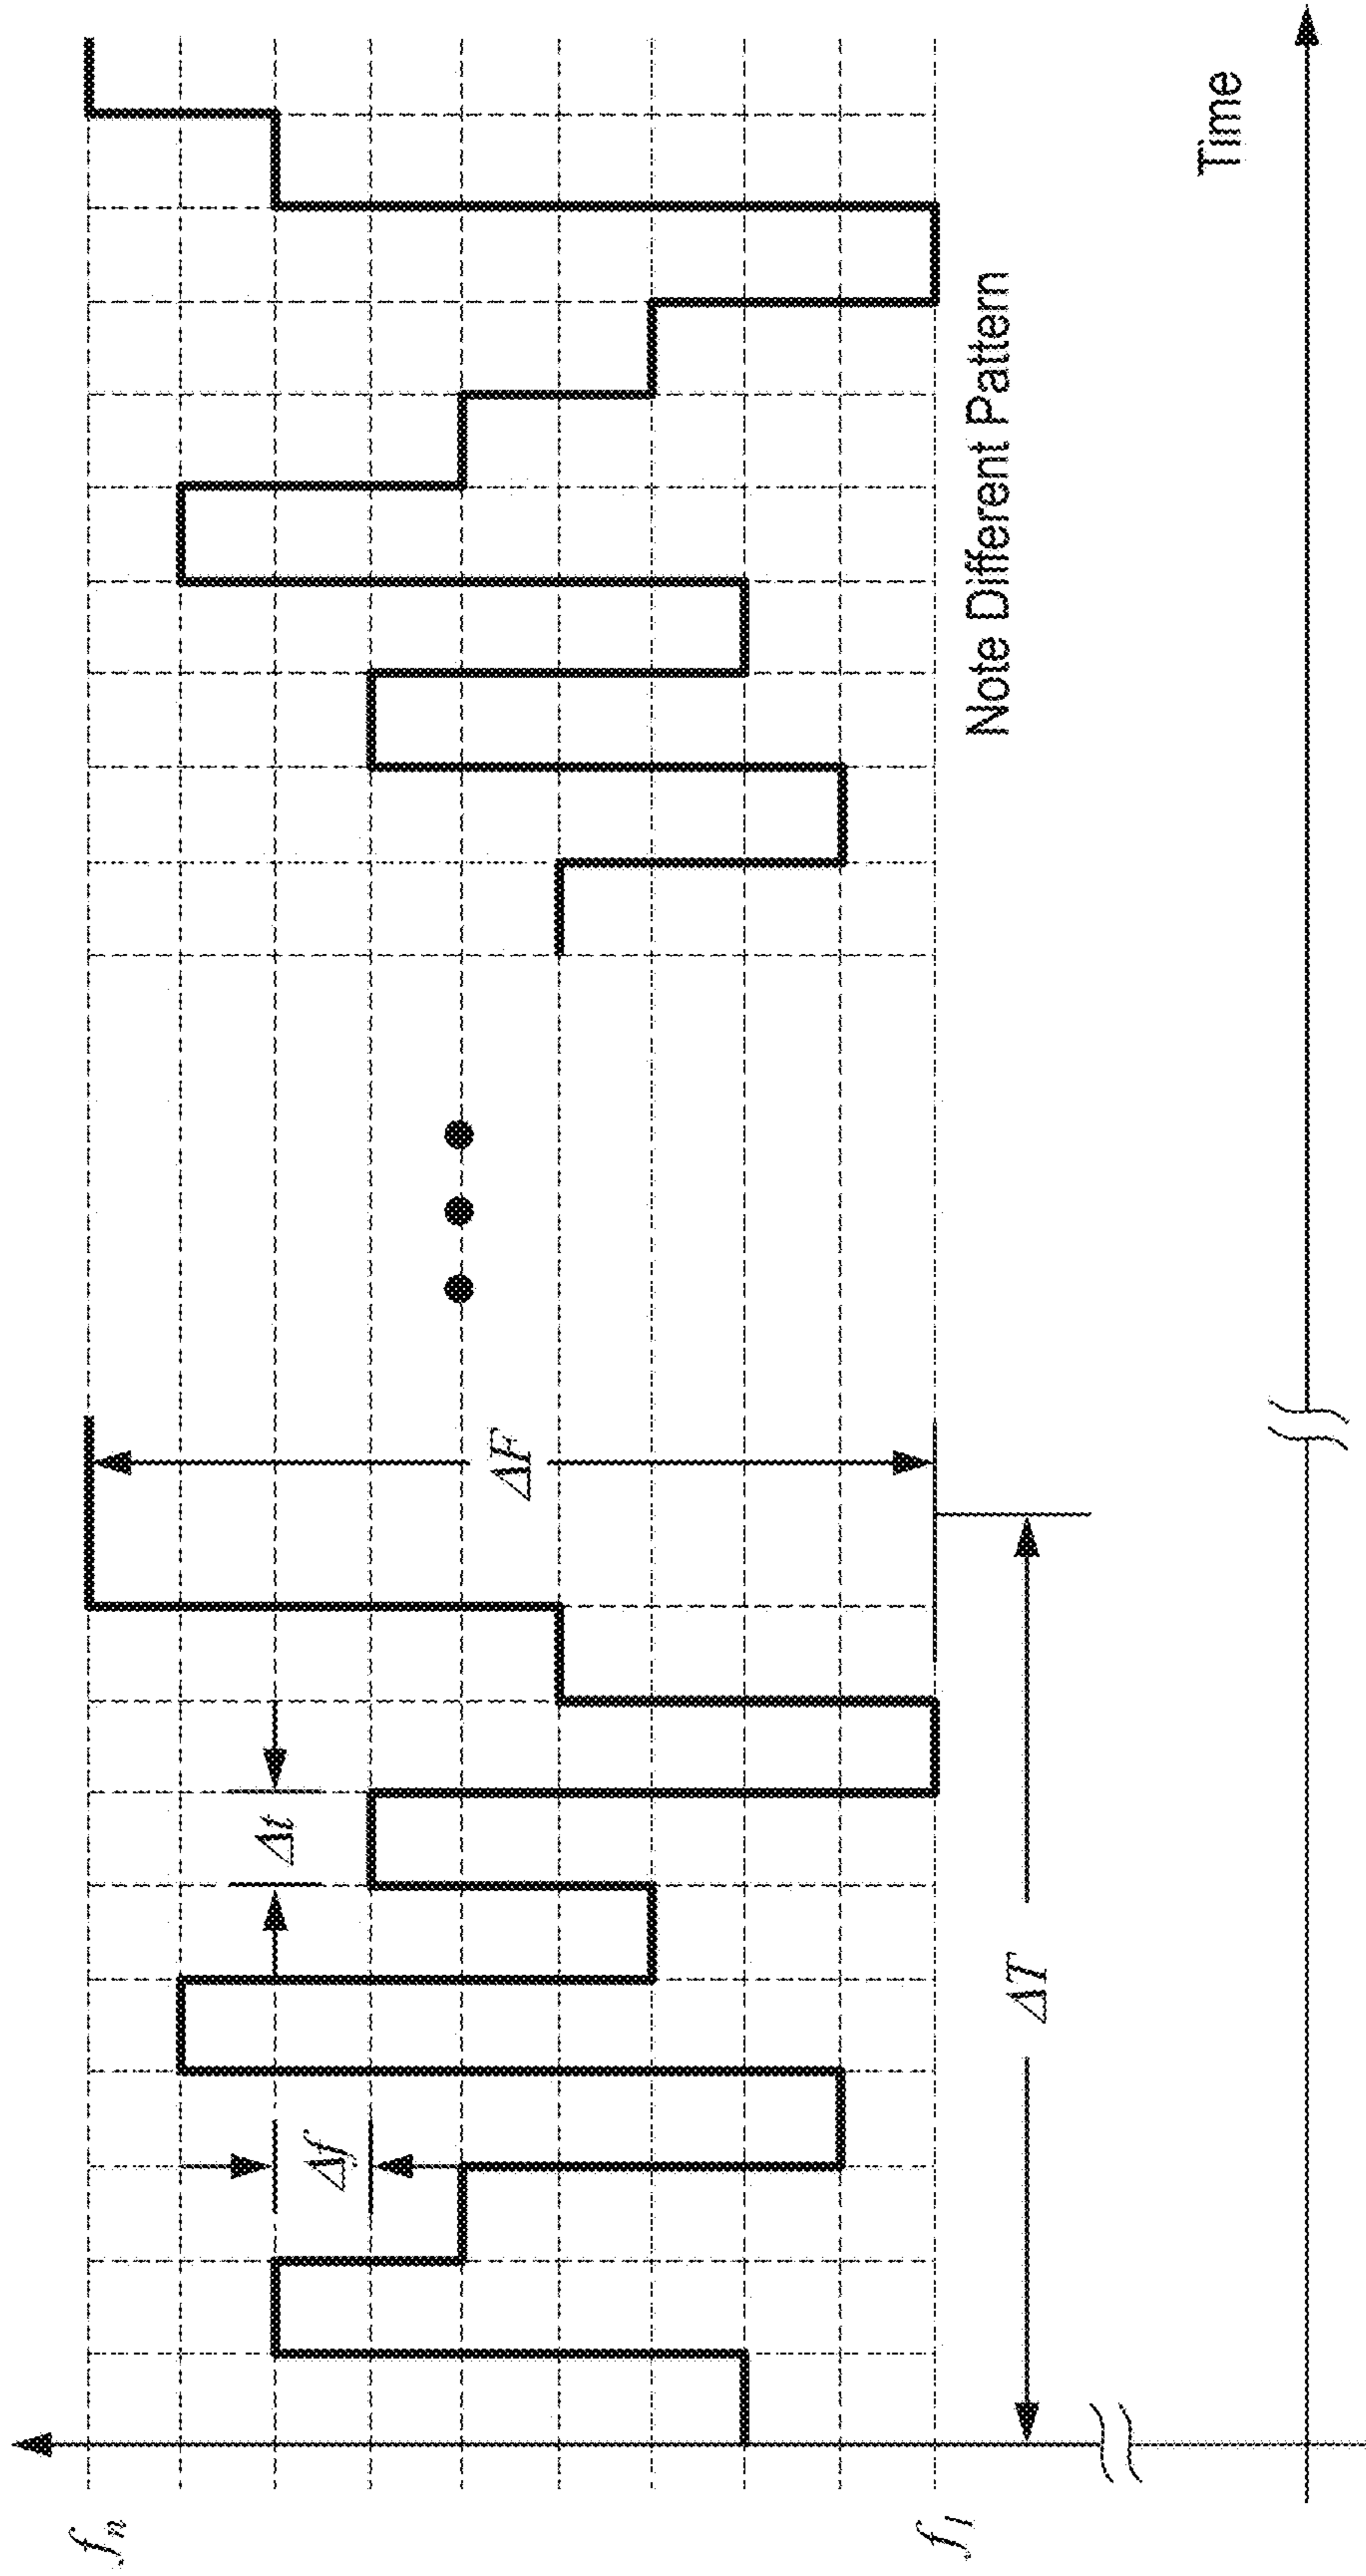 fₙ
Δf
Δt
ΔF
f₁
ΔT
Note Different Pattern
Time